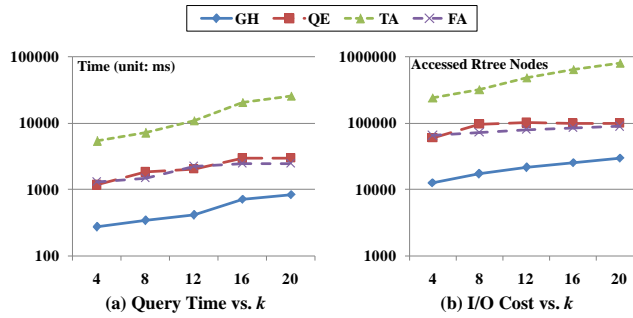 GH QE TA FA
Time (unit: ms)
100000
10000
1000
100
4 8 12 16 20
(a) Query Time vs. k
Accessed Rtree Nodes
1000000
100000
10000
1000
4 8 12 16 20
(b) I/O Cost vs. k